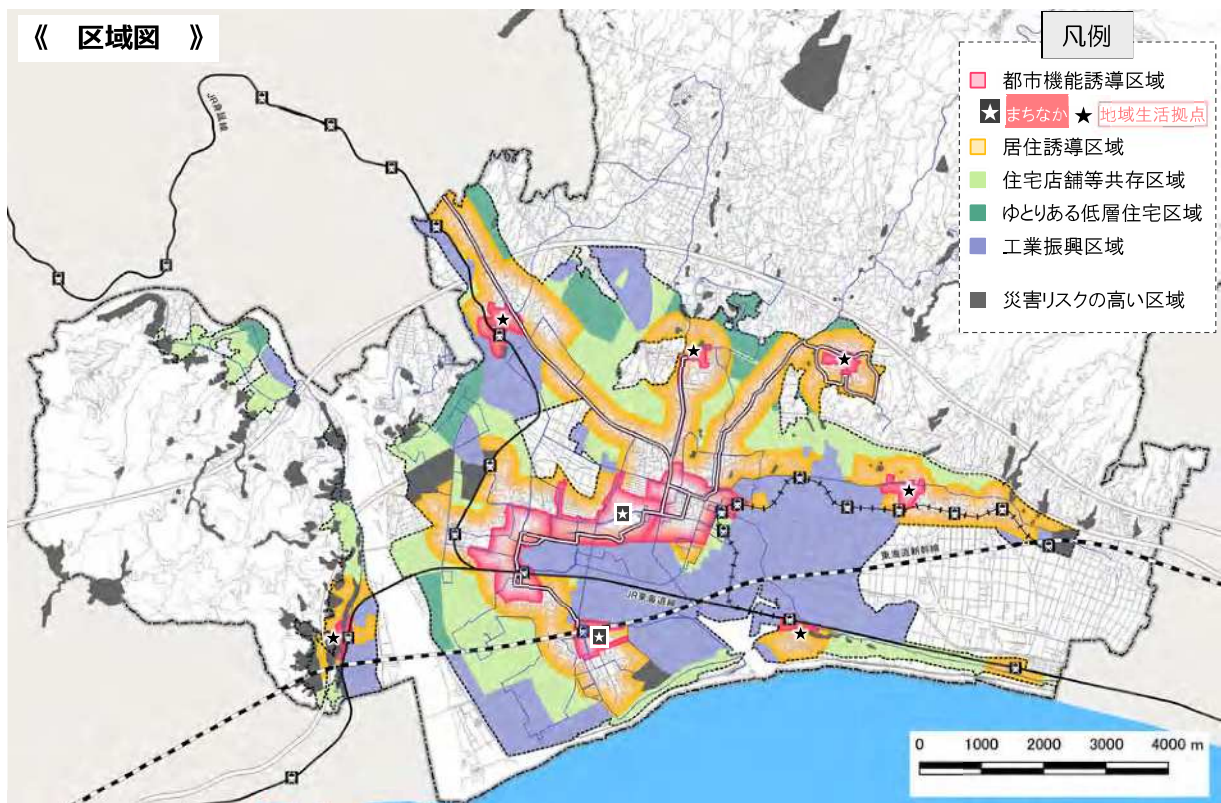 《 区域図 》
凡例
都市機能誘導区域
まちなか ★ 地域生活拠点
居住誘導区域
住宅店舗等共存区域
ゆとりある低層住宅区域
工業振興区域
災害リスクの高い区域
JR身延線
東海道新幹線
JR東海道線
0 1000 2000 3000 4000 m